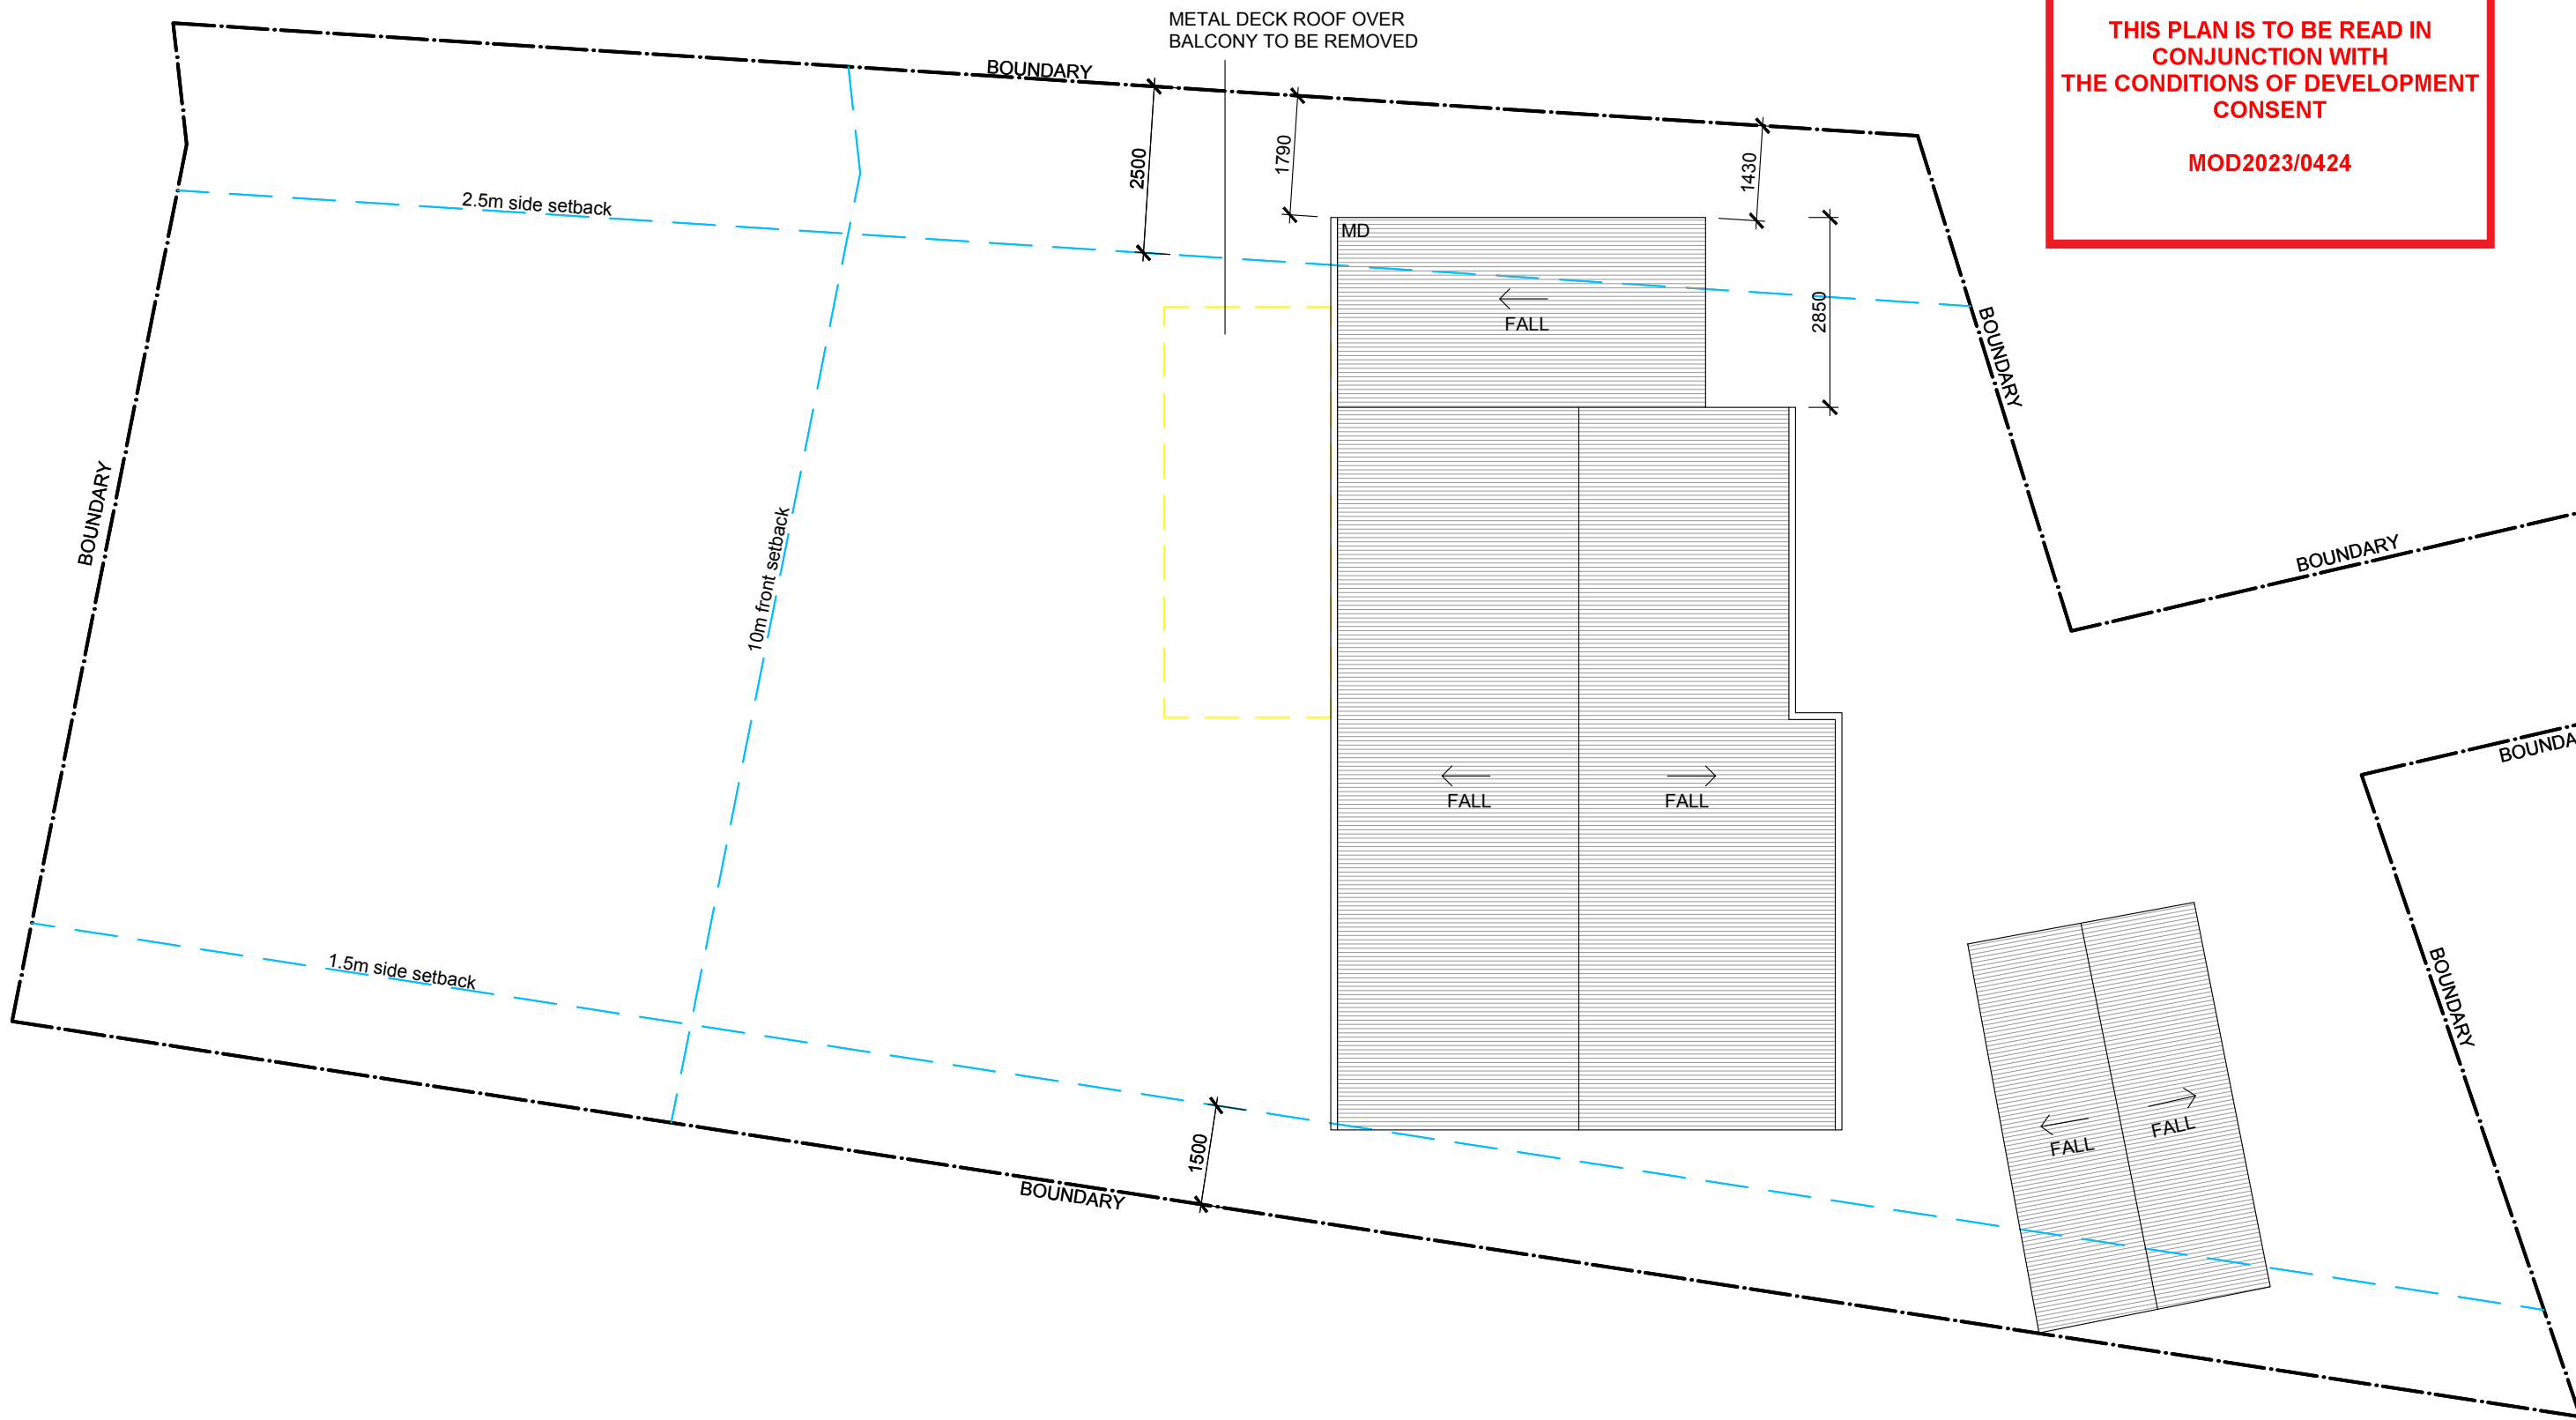 METAL DECK ROOF OVER
BALCONY TO BE REMOVED
THIS PLAN IS TO BE READ IN
CONJUNCTION WITH
THE CONDITIONS OF DEVELOPMENT
CONSENT
MOD2023/0424
BOUNDARY
2500
1790
1430
2.5m side setback
MD
FALL
2850
BOUNDARY
BOUNDARY
10m front setback
BOUNDARY
BOUNDA
FALL
FALL
1.5m side setback
BOUNDARY
1500
BOUNDARY
FALL
FALL